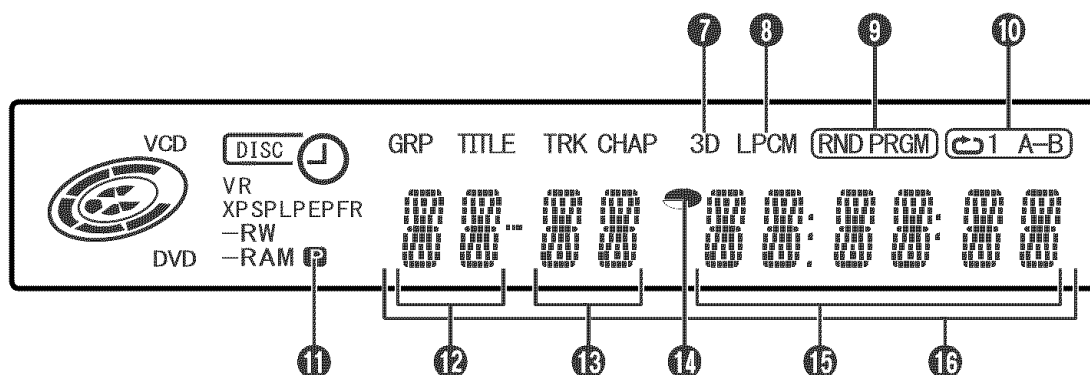 7 8 9 10
VCD DISC GRP TITLE TRK CHAP 3D LPCM RND PRGM 1 A-B
VR
XPSPLPEPFR
-RW
DVD -RAM P
88-88 88:88:88
11 12 13 14 15 16